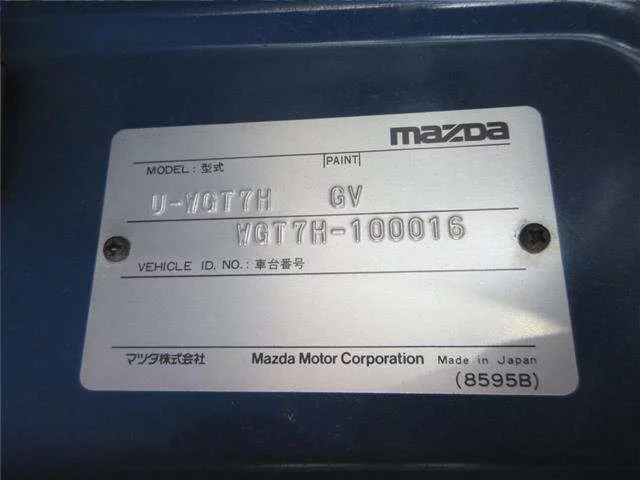 mazda
MODEL : 型式 PAINT
U-WGT7H GV
WGT7H-100016
VEHICLE ID. NO. : 車台番号
マツダ株式会社 Mazda Motor Corporation Made in Japan
(8595B)